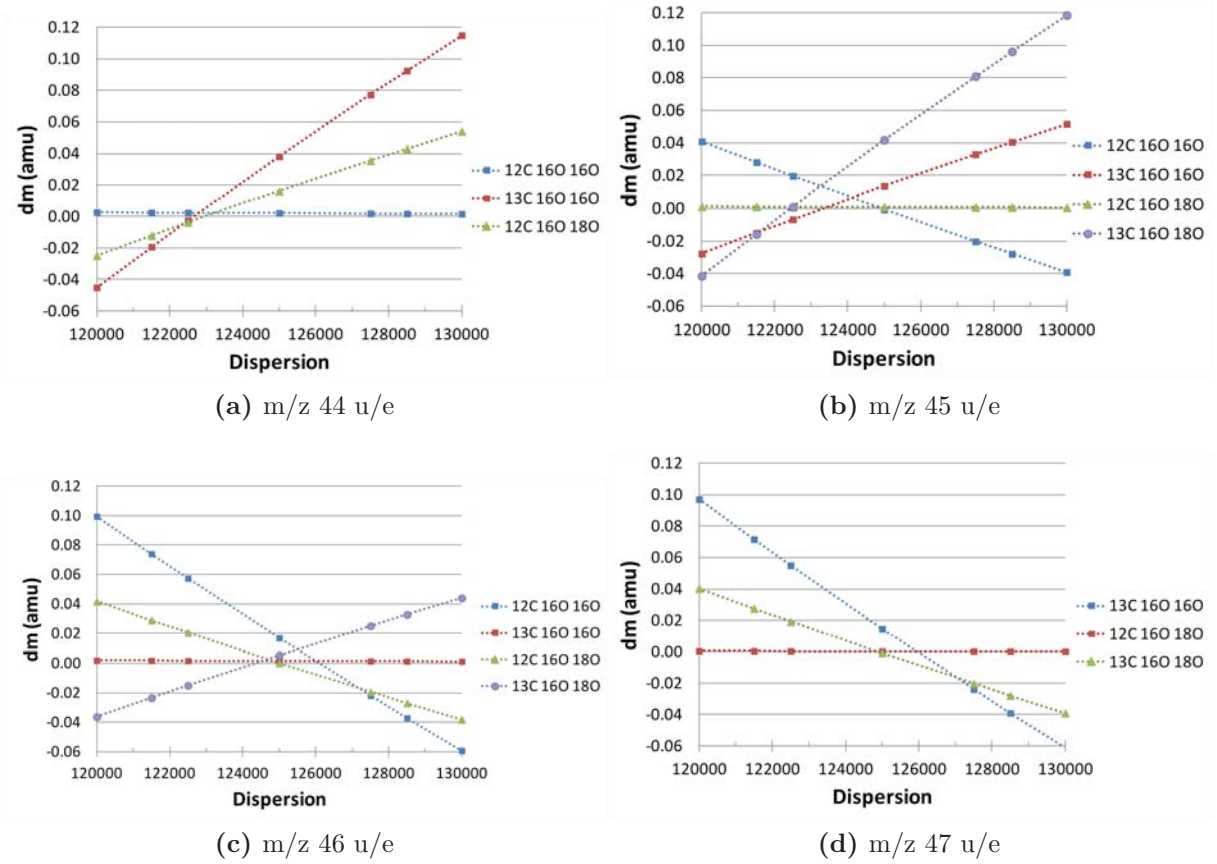 0.12
0.10
0.08
0.06
0.04
0.02
0.00
-0.02
-0.04
-0.06
dm (amu)
120000 122000 124000 126000 128000 130000
Dispersion
12C 16O 16O
13C 16O 16O
12C 16O 18O
(a) m/z 44 u/e
0.12
0.10
0.08
0.06
0.04
0.02
0.00
-0.02
-0.04
-0.06
dm (amu)
120000 122000 124000 126000 128000 130000
Dispersion
12C 16O 16O
13C 16O 16O
12C 16O 18O
13C 16O 18O
(b) m/z 45 u/e
0.12
0.10
0.08
0.06
0.04
0.02
0.00
-0.02
-0.04
-0.06
dm (amu)
120000 122000 124000 126000 128000 130000
Dispersion
12C 16O 16O
13C 16O 16O
12C 16O 18O
13C 16O 18O
(c) m/z 46 u/e
0.12
0.10
0.08
0.06
0.04
0.02
0.00
-0.02
-0.04
-0.06
dm (amu)
120000 122000 124000 126000 128000 130000
Dispersion
13C 16O 16O
12C 16O 18O
13C 16O 18O
(d) m/z 47 u/e